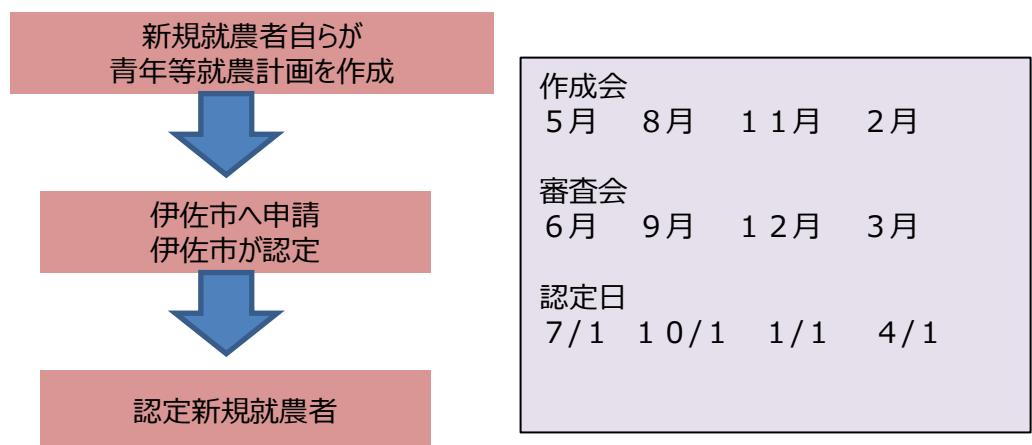 新規就農者自らが
青年等就農計画を作成
伊佐市へ申請
伊佐市が認定
認定新規就農者
作成会
５月　８月　１１月　２月
審査会
６月　９月　１２月　３月
認定日
７/１　１０/１　１/１　４/１